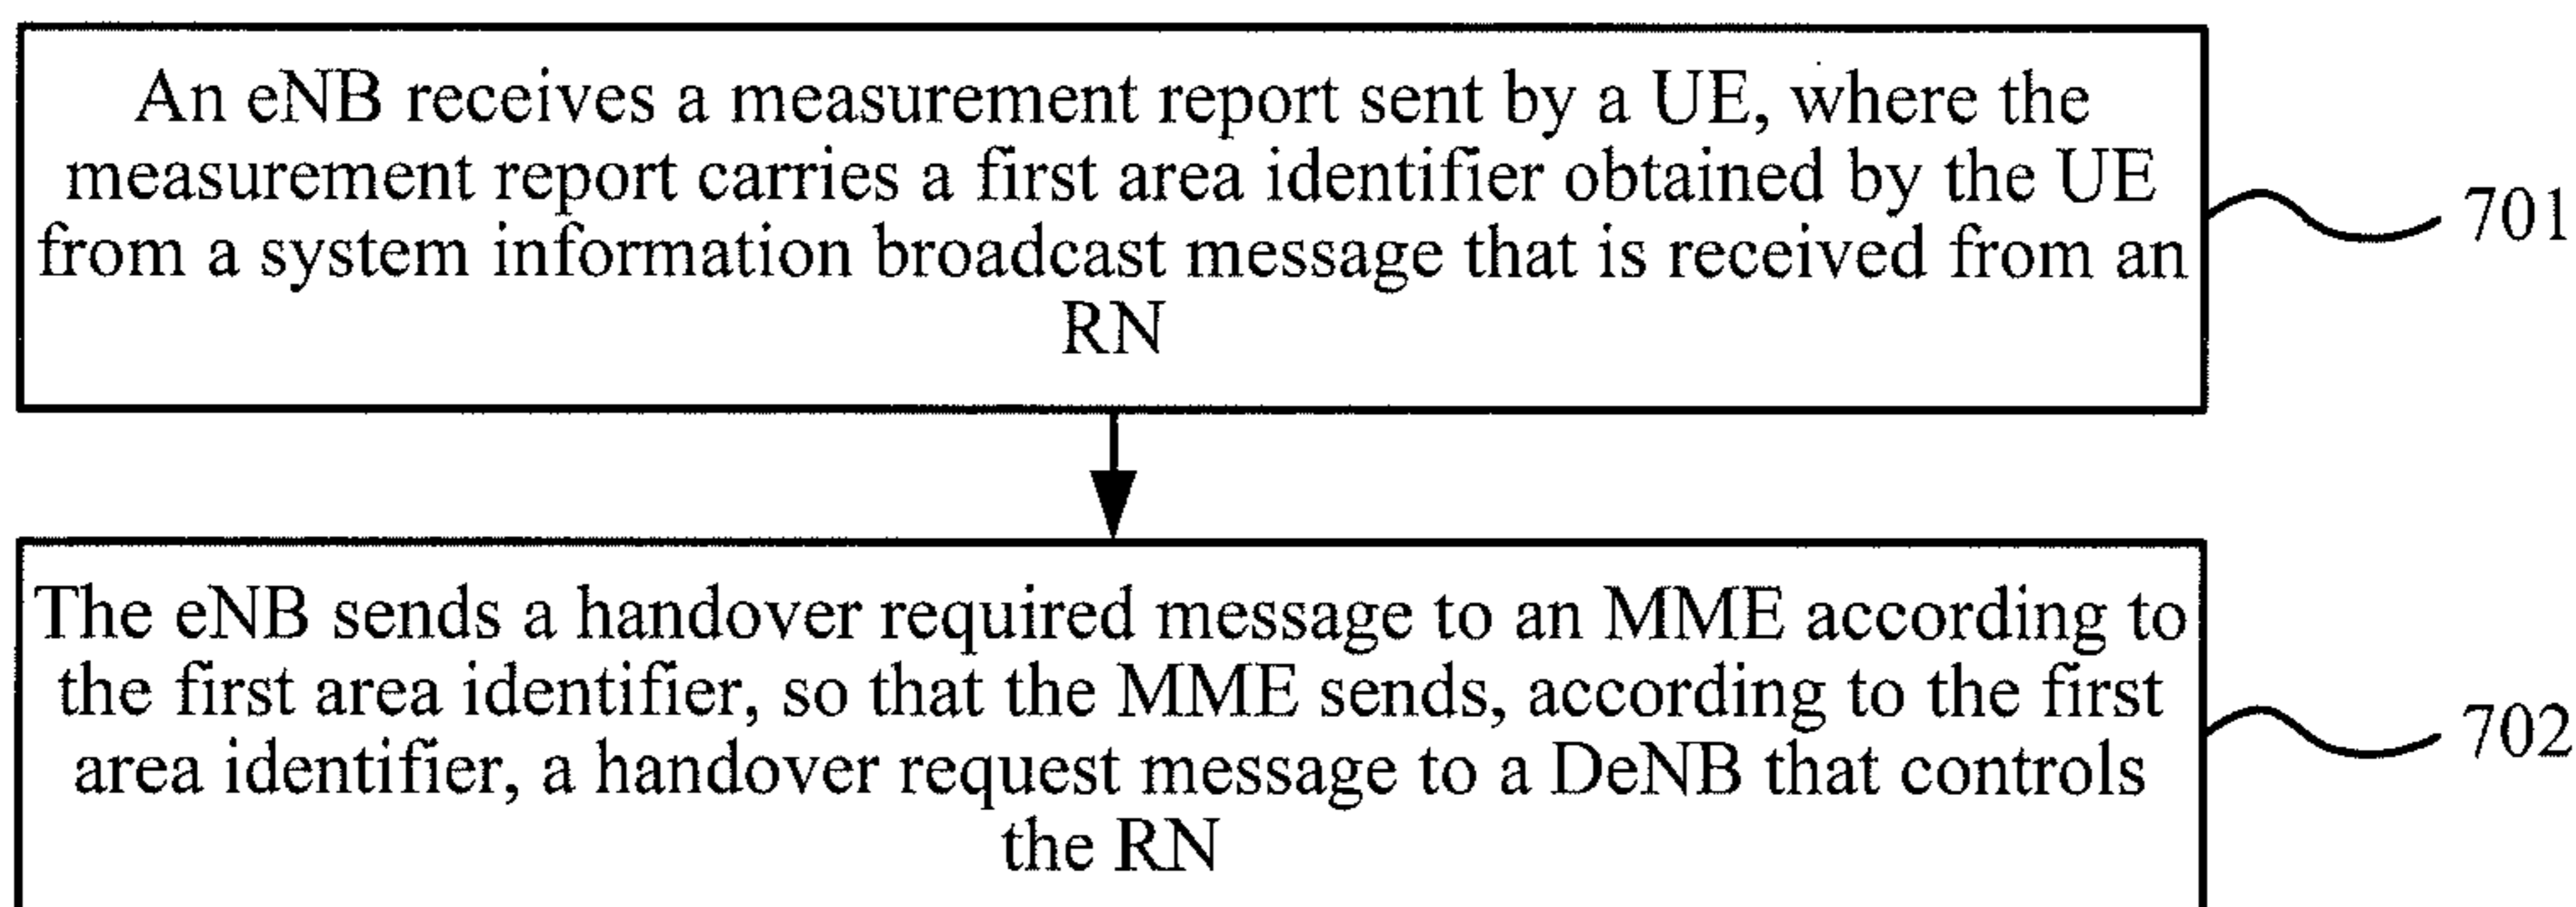 An eNB receives a measurement report sent by a UE, where the
measurement report carries a first area identifier obtained by the UE
from a system information broadcast message that is received from an
RN
701
The eNB sends a handover required message to an MME according to
the first area identifier, so that the MME sends, according to the first
area identifier, a handover request message to a DeNB that controls
the RN
702